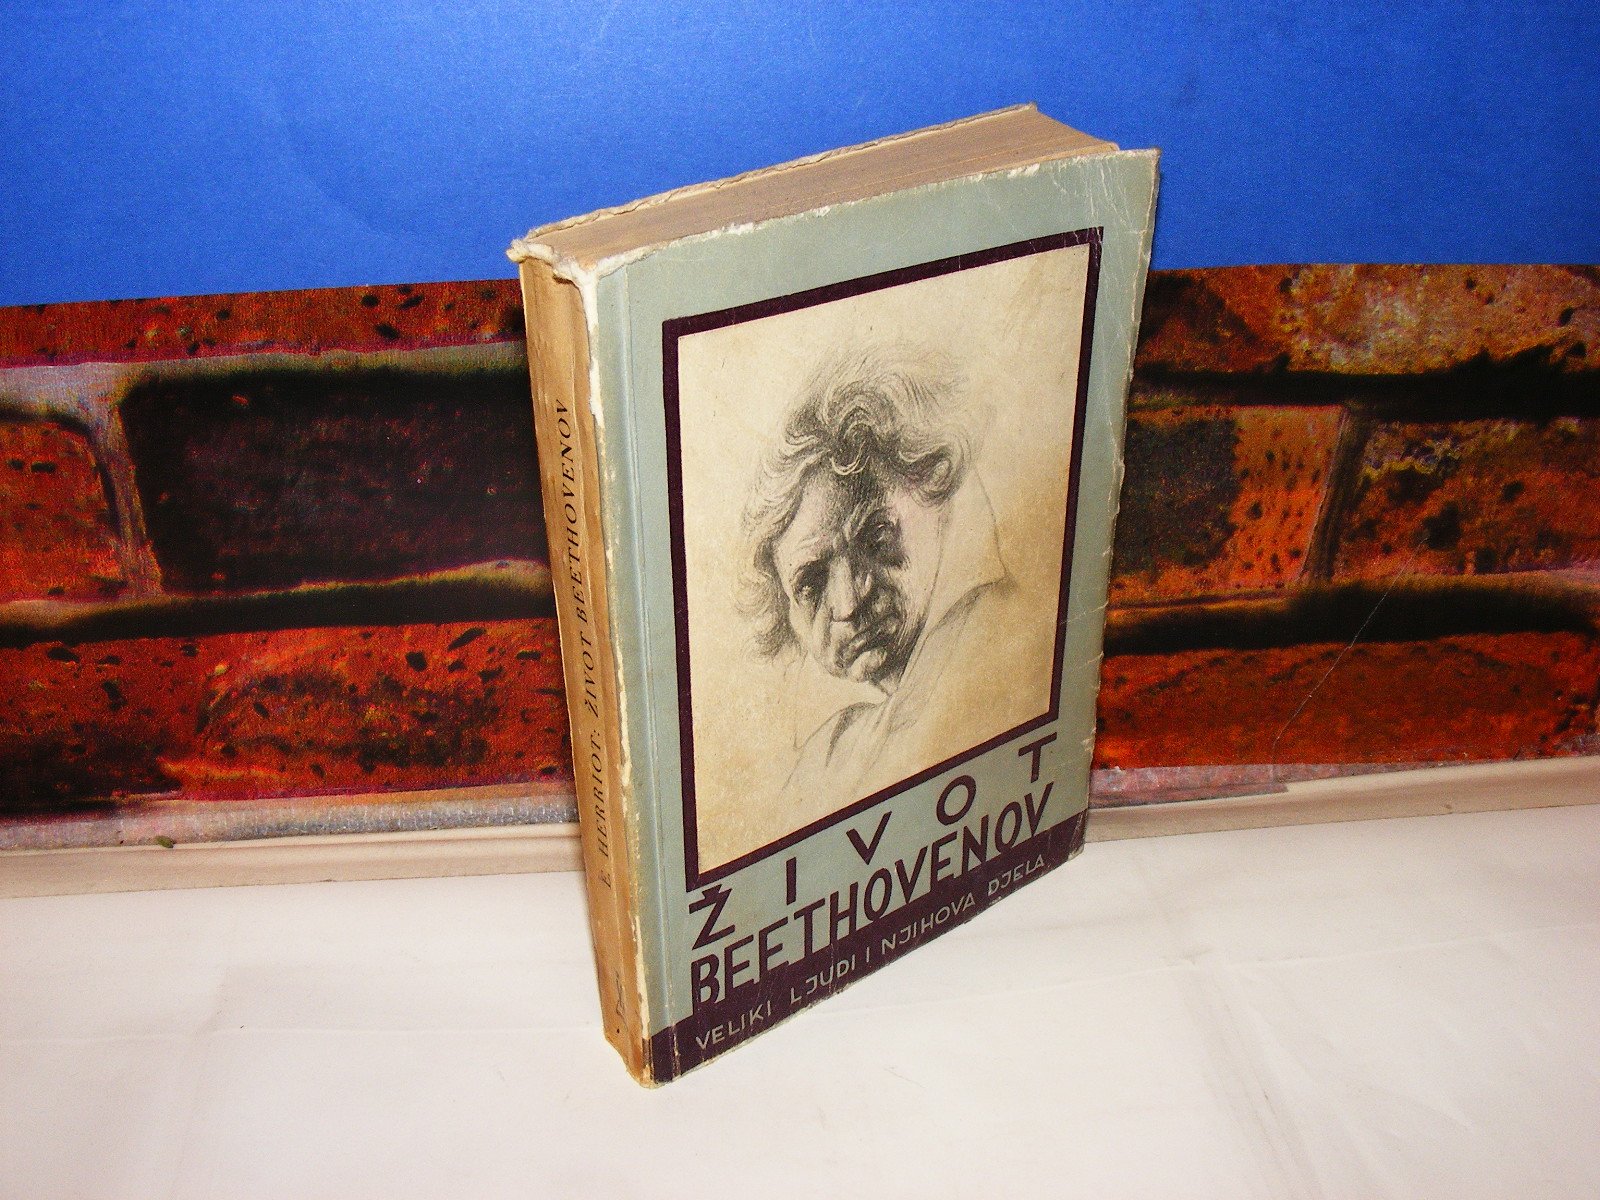 E. HERRIOT: ŽIVOT BEETHOVENOV
ŽIVOT
BEETHOVENOV
VELIKI LJUDI I NJIHOVA DJELA